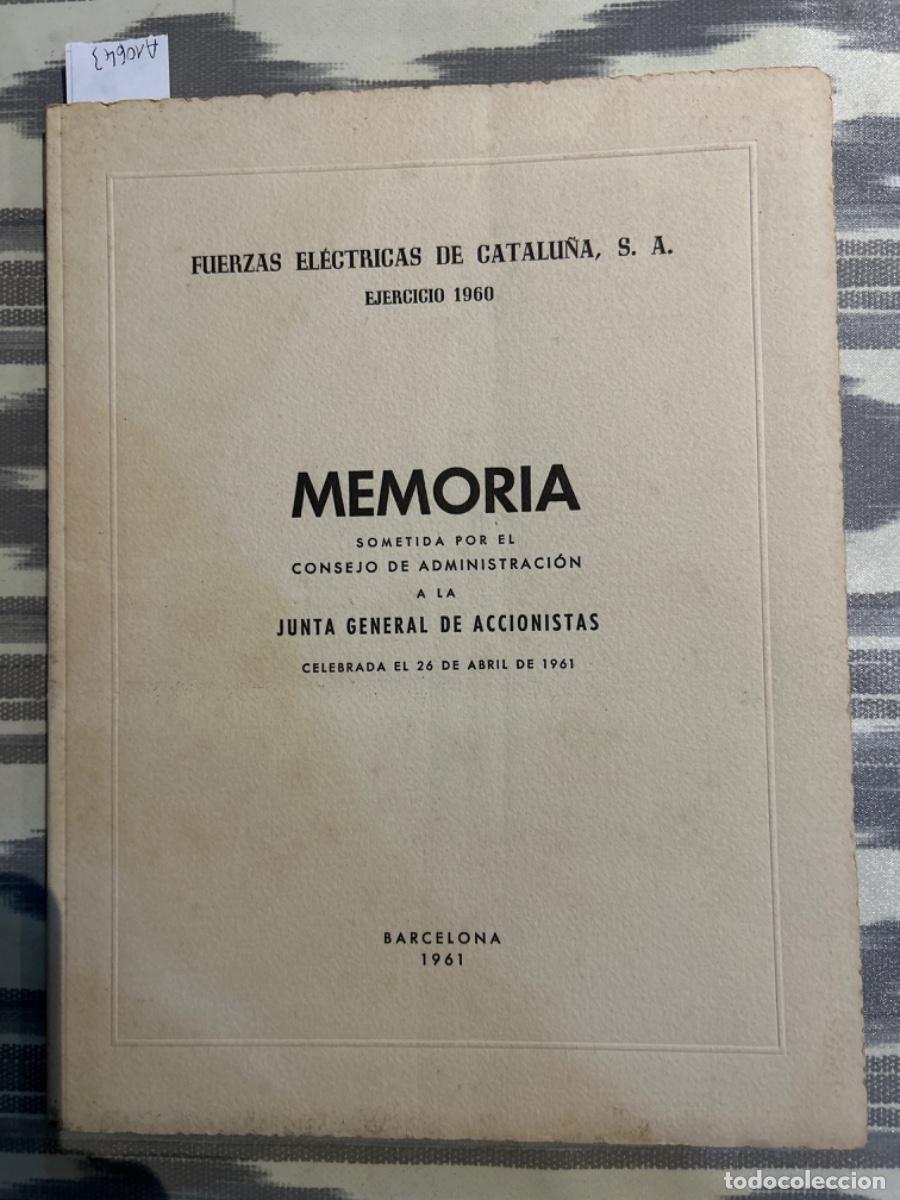 A10643
FUERZAS ELÉCTRICAS DE CATALUÑA, S. A.
EJERCICIO 1960
MEMORIA
SOMETIDA POR EL
CONSEJO DE ADMINISTRACIÓN
A LA
JUNTA GENERAL DE ACCIONISTAS
CELEBRADA EL 26 DE ABRIL DE 1961
BARCELONA
1961
todocoleccion